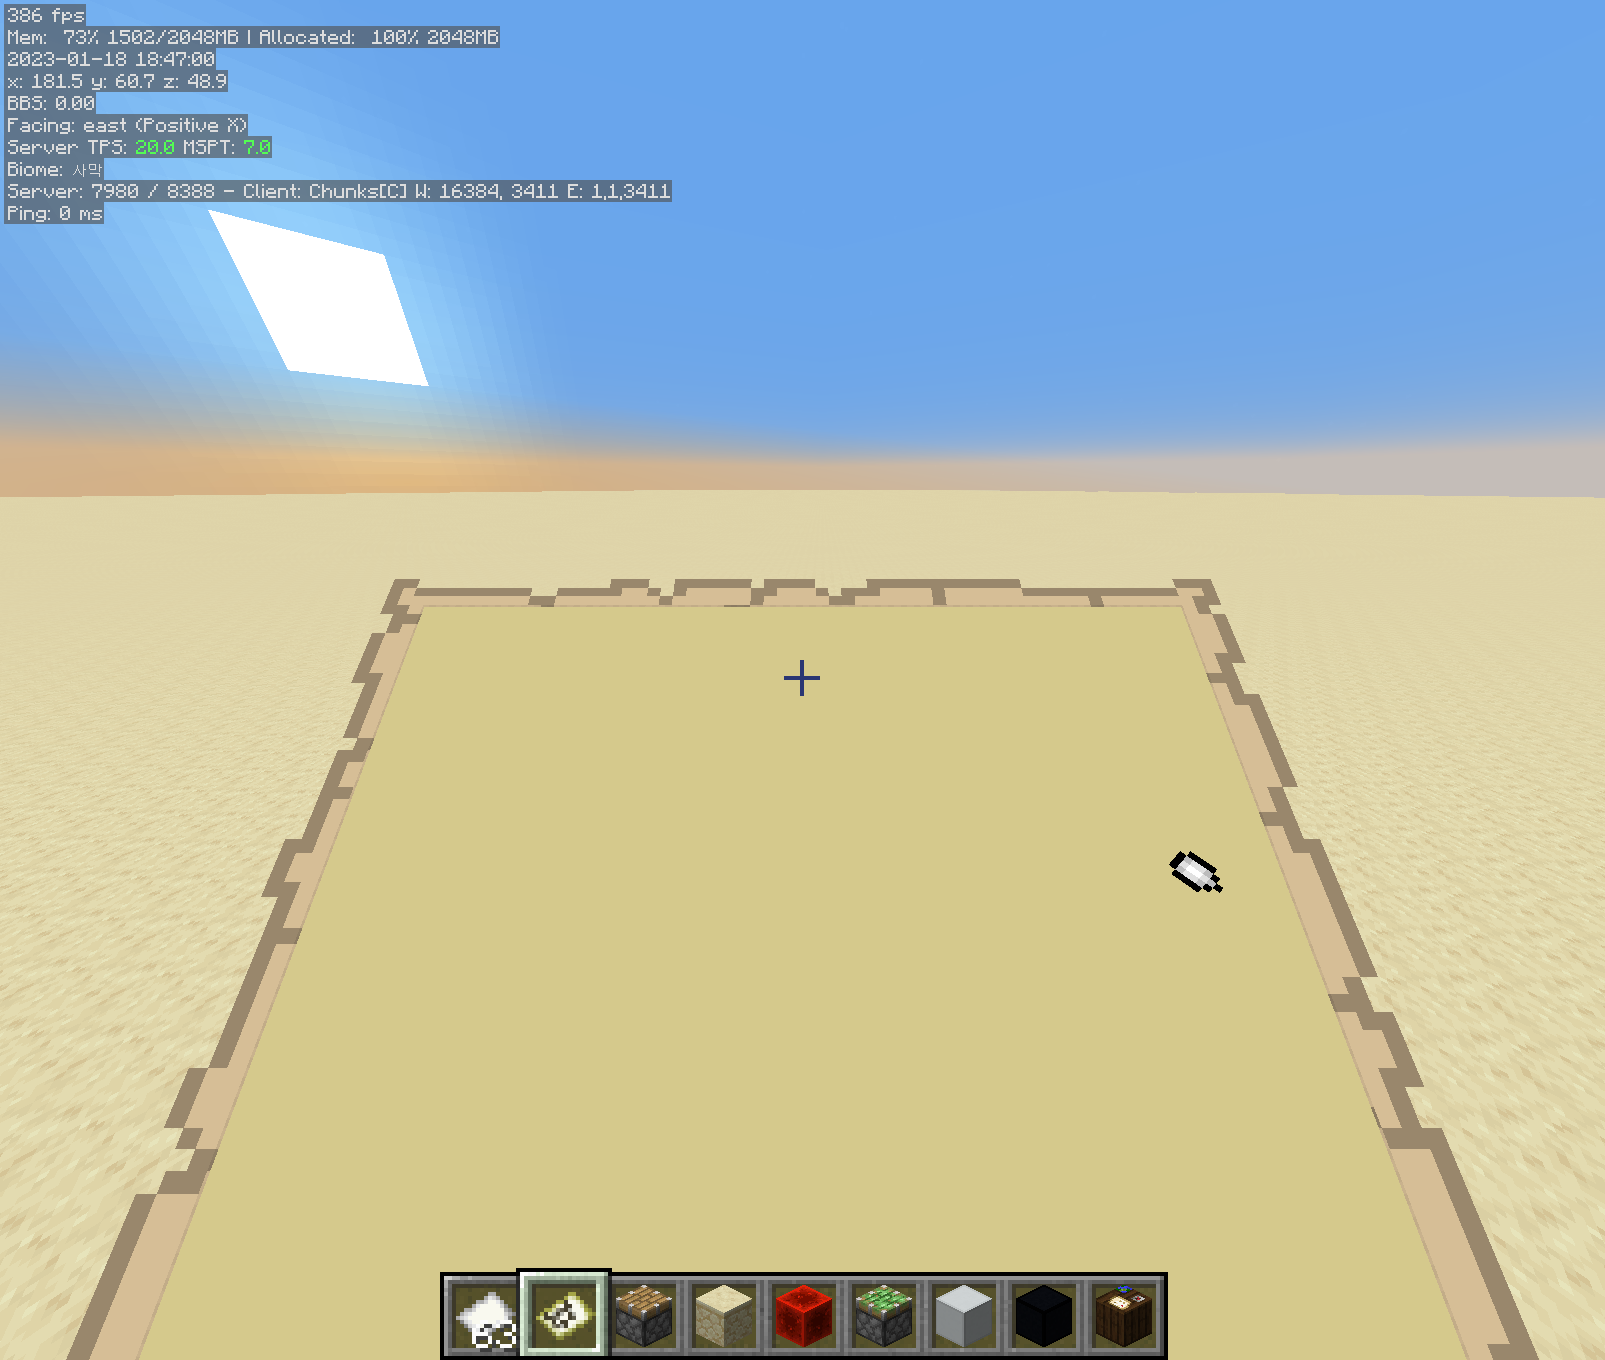 386 fps
Mem: 73% 1502/2048MB | Allocated: 100% 2048MB
2023-01-18 18:47:00
x: 181.5 y: 60.7 z: 48.9
BBS: 0.00
Facing: east (Positive X)
Server TPS: 20.0 MSPT: 7.0
Biome: 사막
Server: 7980 / 8388 - Client: Chunks[C] W: 16384, 3411 E: 1,1,3411
Ping: 0 ms
63